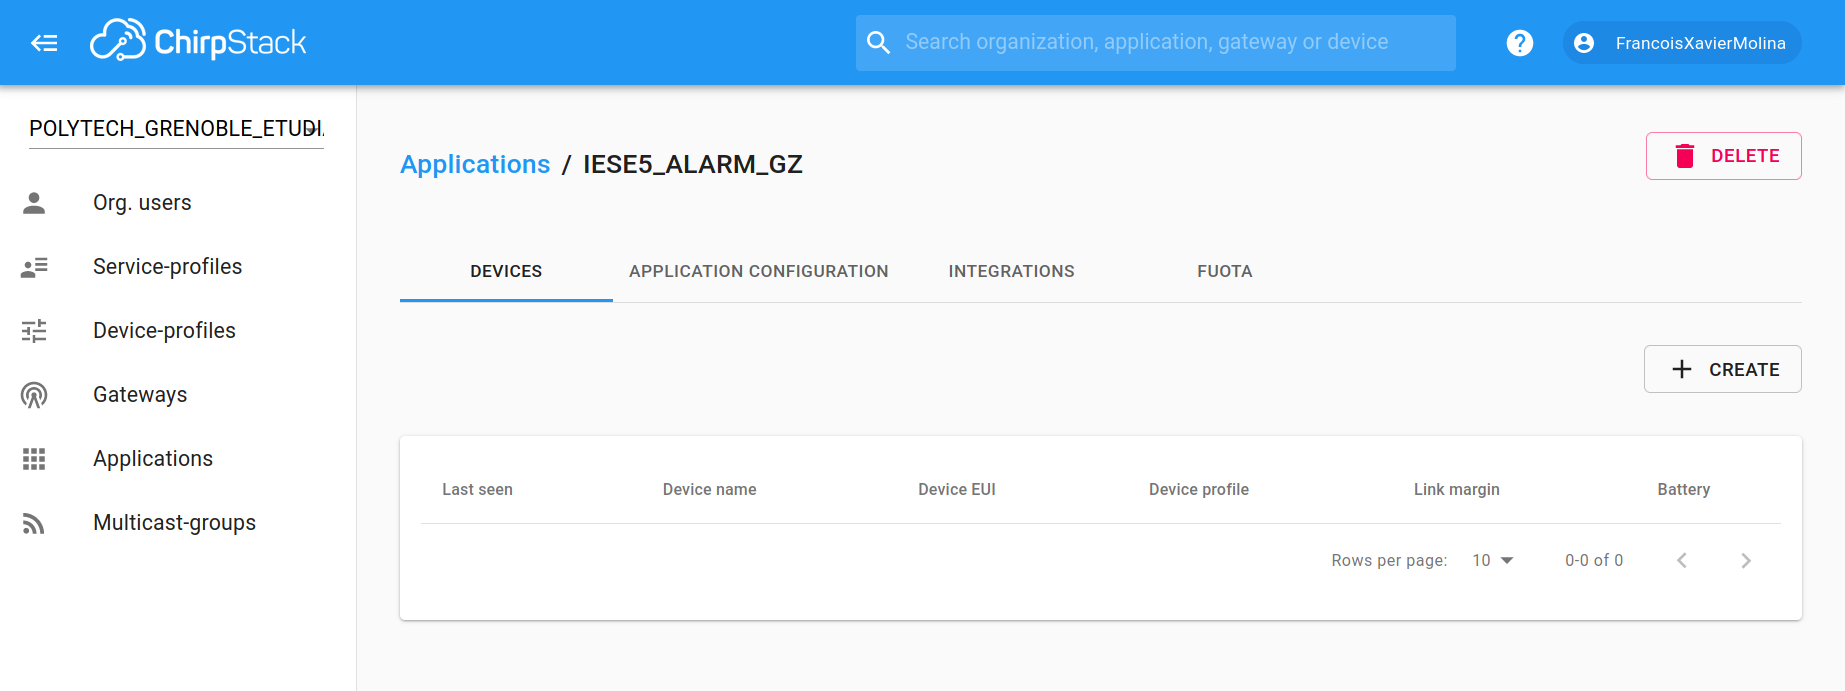 ChirpStack
Search organization, application, gateway or device
?
FrancoisXavierMolina
POLYTECH_GRENOBLE_ETUDI
Org. users
Service-profiles
Device-profiles
Gateways
Applications
Multicast-groups
Applications / IESE5_ALARM_GZ
DELETE
DEVICES APPLICATION CONFIGURATION INTEGRATIONS FUOTA
+ CREATE
Last seen Device name Device EUI Device profile Link margin Battery
Rows per page: 10 0-0 of 0